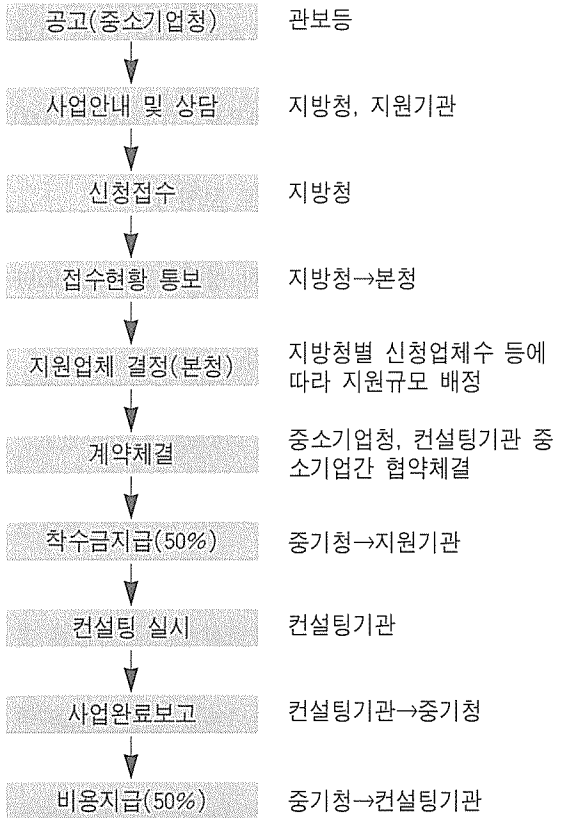 공고(중소기업청) 관보등
사업안내 및 상담 지방청, 지원기관
신청접수 지방청
접수현황 통보 지방청→본청
지원업체 결정(본청) 지방청별 신청업체수 등에
따라 지원규모 배정
계약체결 중소기업청, 컨설팅기관 중
소기업간 협약체결
착수금지급(50%) 중기청→지원기관
컨설팅 실시 컨설팅기관
사업완료보고 컨설팅기관→중기청
비용지급(50%) 중기청→컨설팅기관